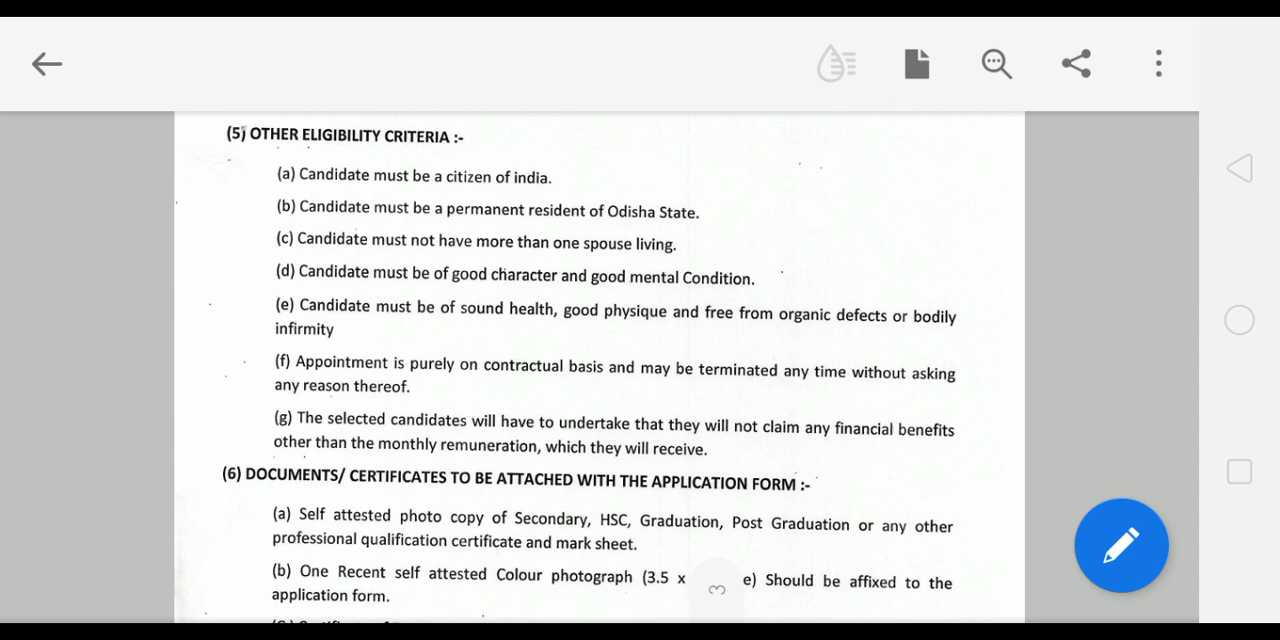 (5) OTHER ELIGIBILITY CRITERIA :-
(a) Candidate must be a citizen of india.
(b) Candidate must be a permanent resident of Odisha State.
(c) Candidate must not have more than one spouse living.
(d) Candidate must be of good character and good mental Condition.
(e) Candidate must be of sound health, good physique and free from organic defects or bodily
infirmity
(f) Appointment is purely on contractual basis and may be terminated any time without asking
any reason thereof.
(g) The selected candidates will have to undertake that they will not claim any financial benefits
other than the monthly remuneration, which they will receive.
(6) DOCUMENTS/ CERTIFICATES TO BE ATTACHED WITH THE APPLICATION FORM :-
(a) Self attested photo copy of Secondary, HSC, Graduation, Post Graduation or any other
professional qualification certificate and mark sheet.
(b) One Recent self attested Colour photograph (3.5 x 3 e) Should be affixed to the
application form.